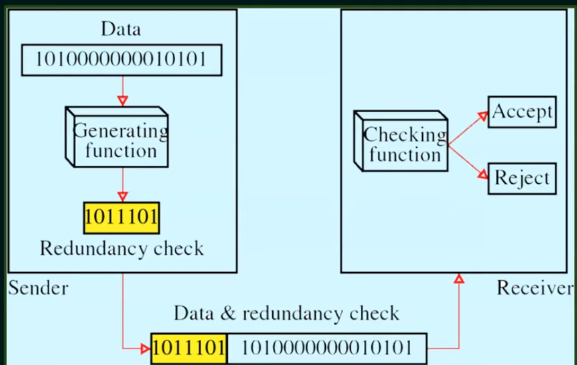 Data
1010000000010101
Generating
function
1011101
Redundancy check
Sender
Checking
function
Accept
Reject
Receiver
Data & redundancy check
1011101 1010000000010101